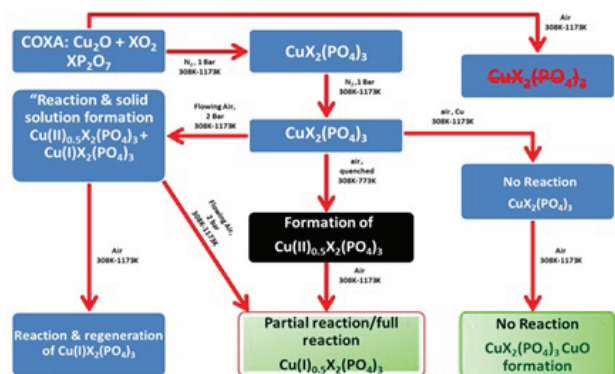 COXA: Cu₂O + XO₂
XP₂O₇
N₂, 1 Bar
308K-1173K
CuX₂(PO₄)₃
Air
308K-1173K
CuX₂(PO₄)₃
N₂,1 Bar
308K-1173K
"Reaction & solid
solution formation
Cu(II)₀.₅X₂(PO₄)₃+
Cu(I)X₂(PO₄)₃
Flowing Air,
2 Bar
308K-1173K
CuX₂(PO₄)₃
air, Cu
308K-1173K
air,
quenched
308K-773K
No Reaction
CuX₂(PO₄)₃
Flowing Air,
2 bar
308K-1173K
Formation of
Cu(II)₀.₅X₂(PO₄)₃
Air
308K-1173K
Air
308K-1173K
Air
308K-1173K
Reaction & regeneration
of Cu(I)X₂(PO₄)₃
Partial reaction/full
reaction
Cu(I)₀.₅X₂(PO₄)₃
No Reaction
CuX₂(PO₄)₃CuO
formation